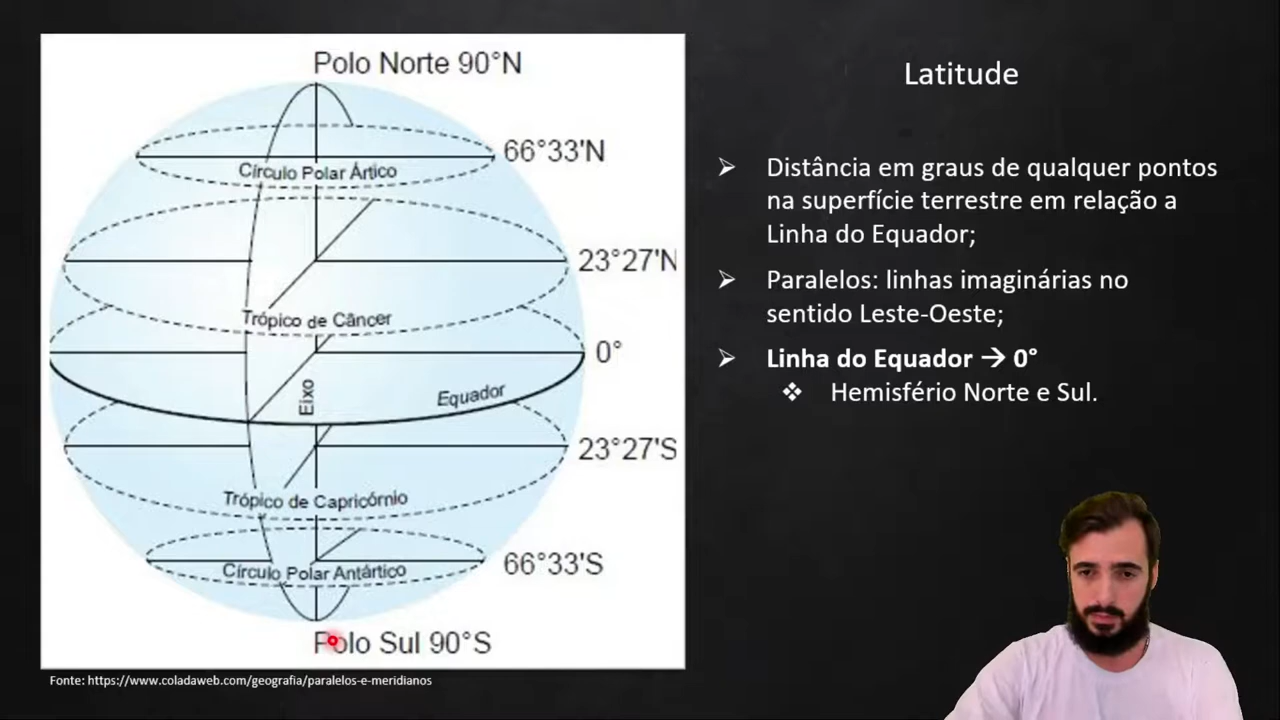 Latitude
Polo Norte 90°N
66°33'N
Círculo Polar Ártico
23°27'N
Trópico de Câncer
0°
Eixo
Equador
23°27'S
Trópico de Capricórnio
66°33'S
Círculo Polar Antártico
Polo Sul 90°S
Fonte: https://www.coladaweb.com/geografia/paralelos-e-meridianos
➢ Distância em graus de qualquer pontos
na superfície terrestre em relação a
Linha do Equador;
➢ Paralelos: linhas imaginárias no
sentido Leste-Oeste;
➢ Linha do Equador → 0°
❖ Hemisfério Norte e Sul.